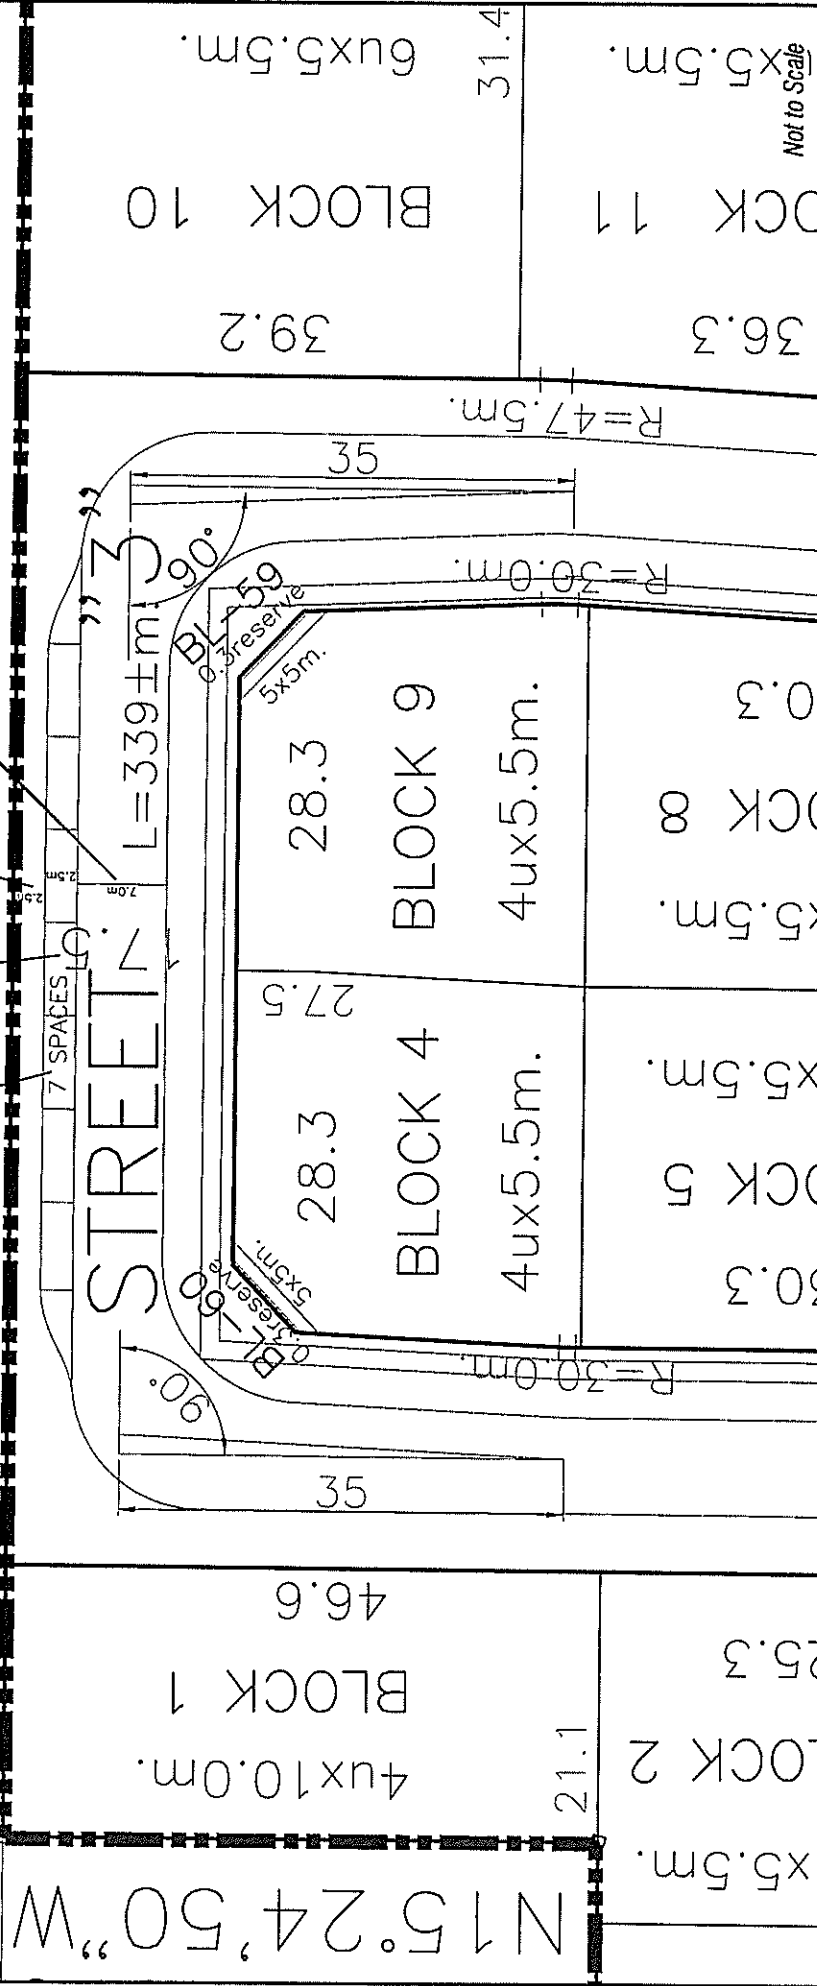 6ux5.5m.
BLOCK 10
39.2
31.4
x5.5m.
Not to Scale
OCK 11
36.3
R=47.5m.
35
STREET "3"
L=339±m.
90°
BL-59
0.3reserve
5x5m.
R=30.0m.
28.3
BLOCK 9
4ux5.5m.
0.3
OCK 8
x5.5m.
2.5m
2.5m
7.0m
17.5
7 SPACES
27.5
28.3
BLOCK 4
4ux5.5m.
x5.5m.
OCK 5
30.3
5x5m.
0.3reserve
BL-60
R=30.0m.
90°
35
46.6
BLOCK 1
4ux10.0m.
21.1
25.3
LOCK 2
x5.5m.
N15°24'50"W